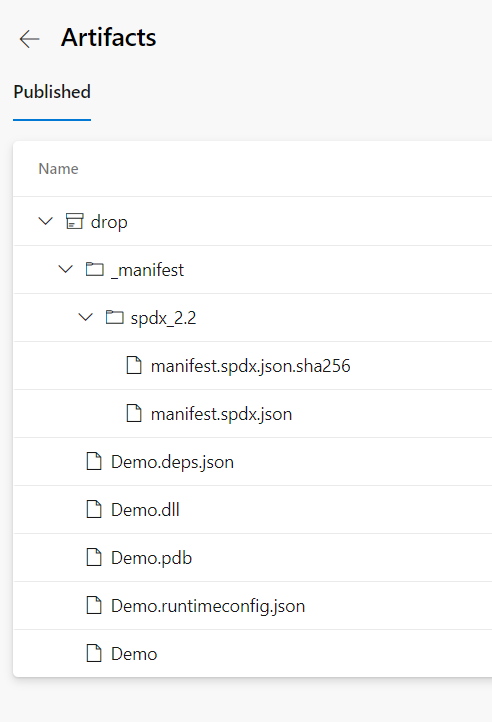 Artifacts
Published
Name
drop
_manifest
spdx_2.2
manifest.spdx.json.sha256
manifest.spdx.json
Demo.deps.json
Demo.dll
Demo.pdb
Demo.runtimeconfig.json
Demo